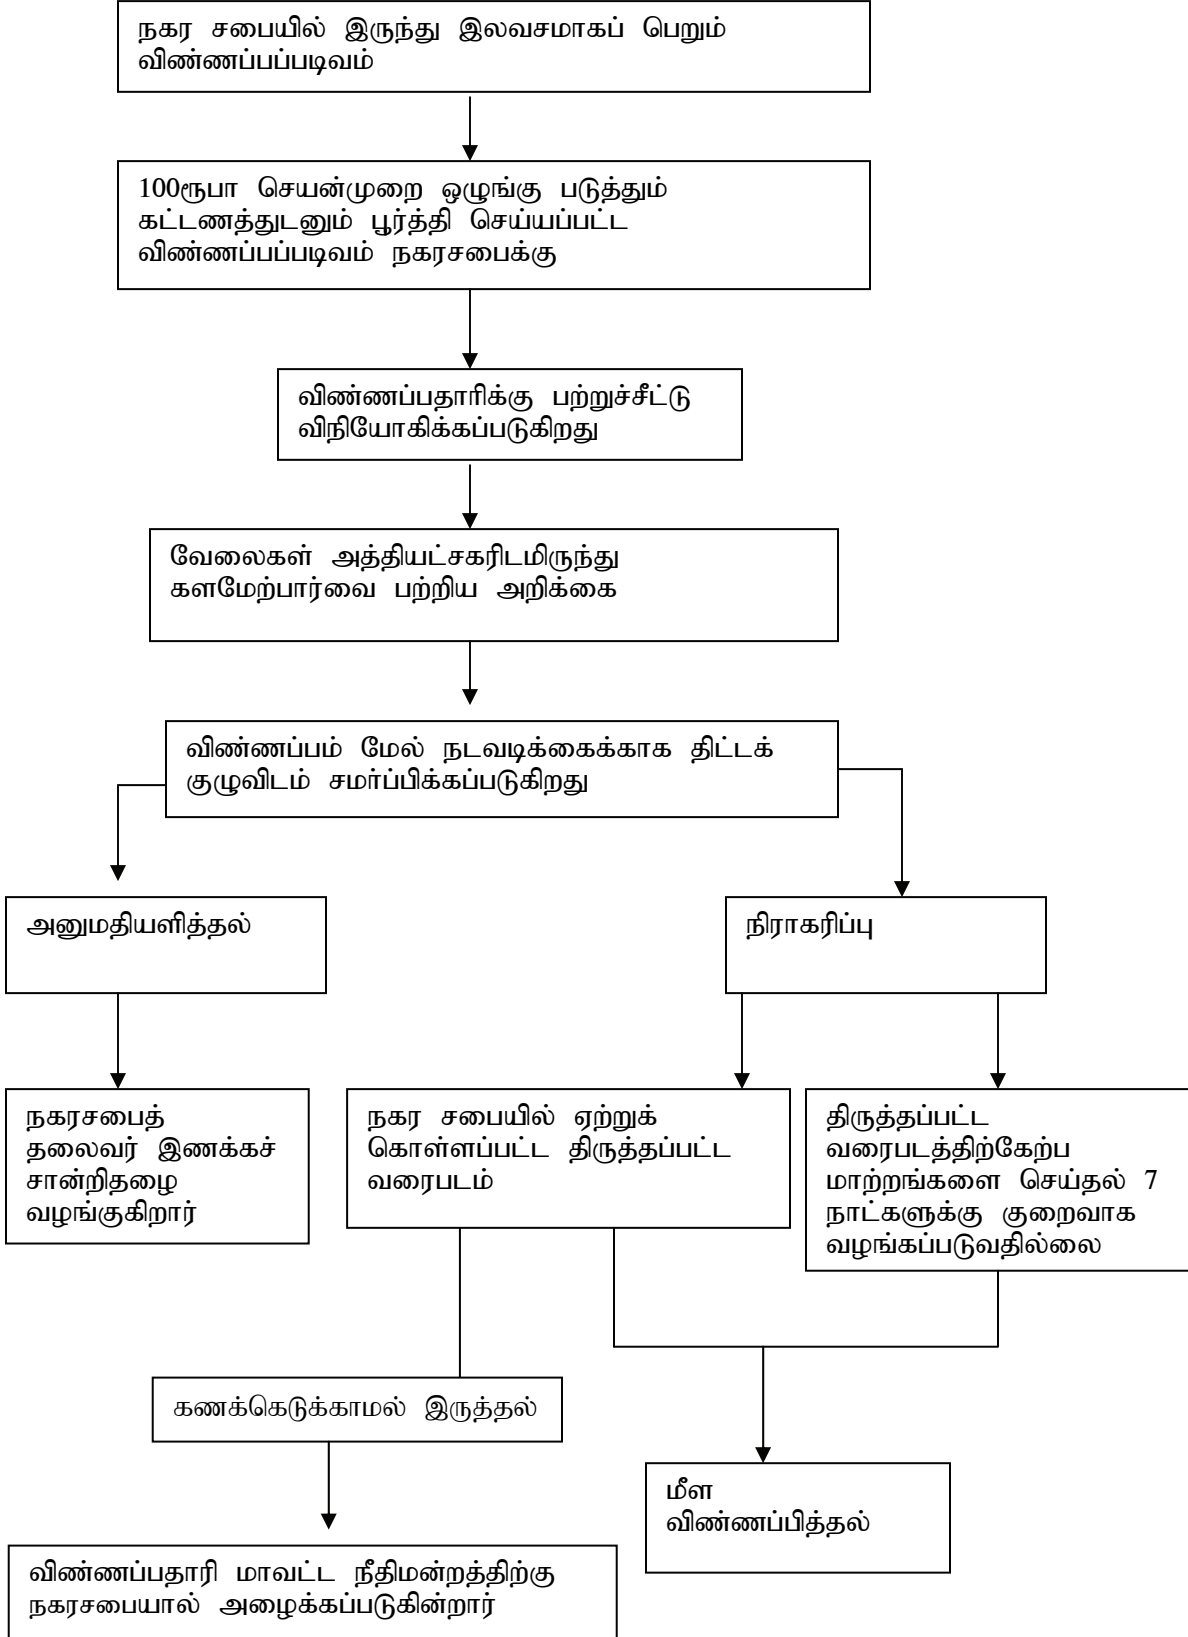 நகர சபையில் இருந்து இலவசமாகப் பெறும்
விண்ணப்பப்படிவம்
100ரூபா செயன்முறை ஒழுங்கு படுத்தும்
கட்டணத்துடனும் பூர்த்தி செய்யப்பட்ட
விண்ணப்பப்படிவம் நகரசபைக்கு
விண்ணப்பதாரிக்கு பற்றுச்சீட்டு
விநியோகிக்கப்படுகிறது
வேலைகள் அத்தியட்சகரிடமிருந்து
களமேற்பார்வை பற்றிய அறிக்கை
விண்ணப்பம் மேல் நடவடிக்கைக்காக திட்டக்
குழுவிடம் சமர்ப்பிக்கப்படுகிறது
அனுமதியளித்தல்
நிராகரிப்பு
நகரசபைத்
தலைவர் இணக்கச்
சான்றிதழை
வழங்குகிறார்
நகர சபையில் ஏற்றுக்
கொள்ளப்பட்ட திருத்தப்பட்ட
வரைபடம்
திருத்தப்பட்ட
வரைபடத்திற்கேற்ப
மாற்றங்களை செய்தல் 7
நாட்களுக்கு குறைவாக
வழங்கப்படுவதில்லை
கணக்கெடுக்காமல் இருத்தல்
மீள
விண்ணப்பித்தல்
விண்ணப்பதாரி மாவட்ட நீதிமன்றத்திற்கு
நகரசபையால் அழைக்கப்படுகின்றார்